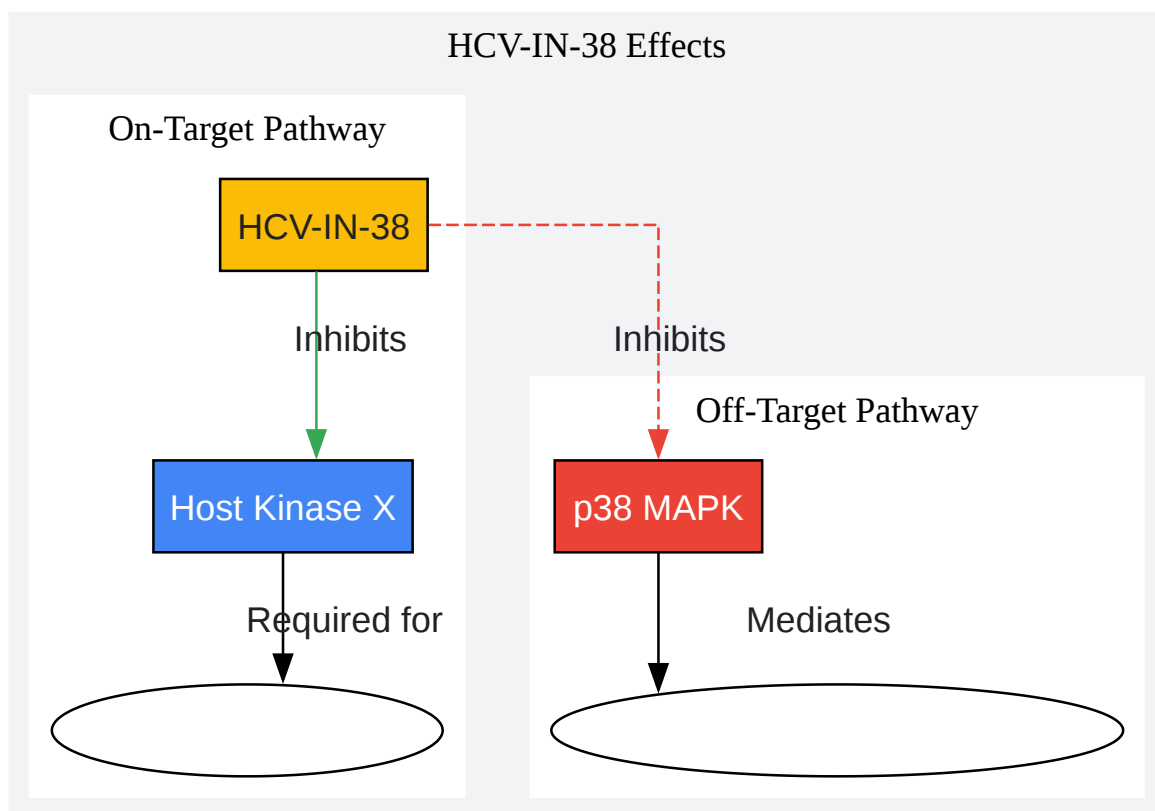 HCV-IN-38 Effects
On-Target Pathway
HCV-IN-38
Inhibits
Inhibits
Off-Target Pathway
Host Kinase X
p38 MAPK
Required for
Mediates